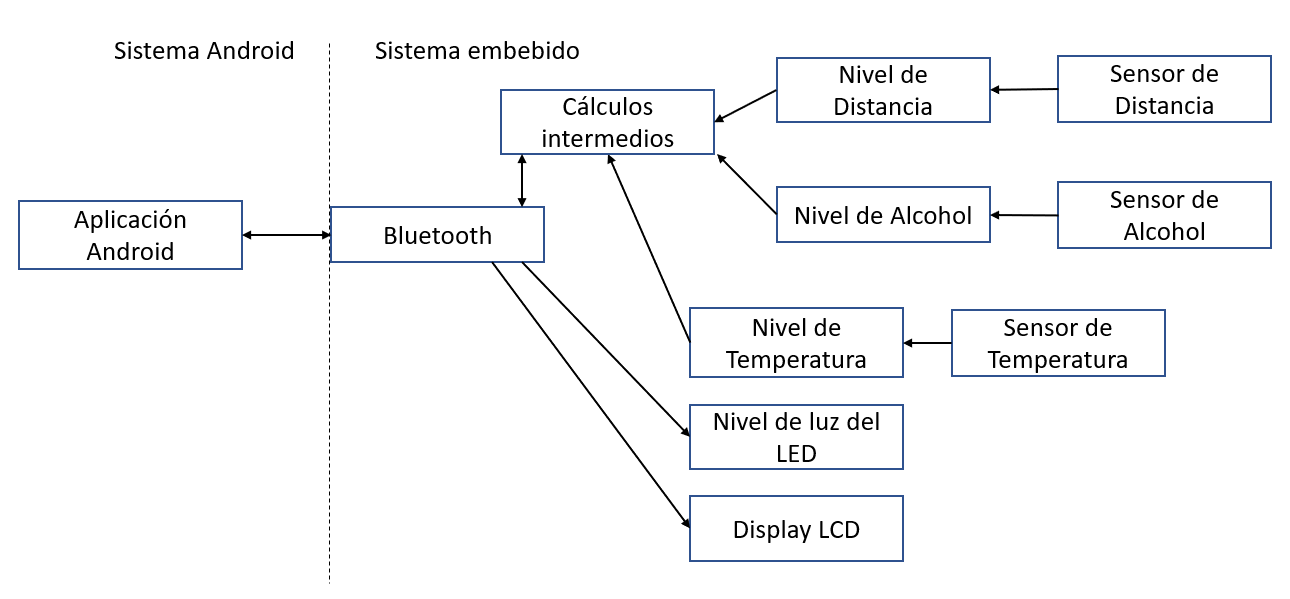 Sistema Android
Sistema embebido
Nivel de
Distancia
Sensor de
Distancia
Cálculos
intermedios
Nivel de Alcohol
Sensor de
Alcohol
Aplicación
Android
Bluetooth
Nivel de
Temperatura
Sensor de
Temperatura
Nivel de luz del
LED
Display LCD